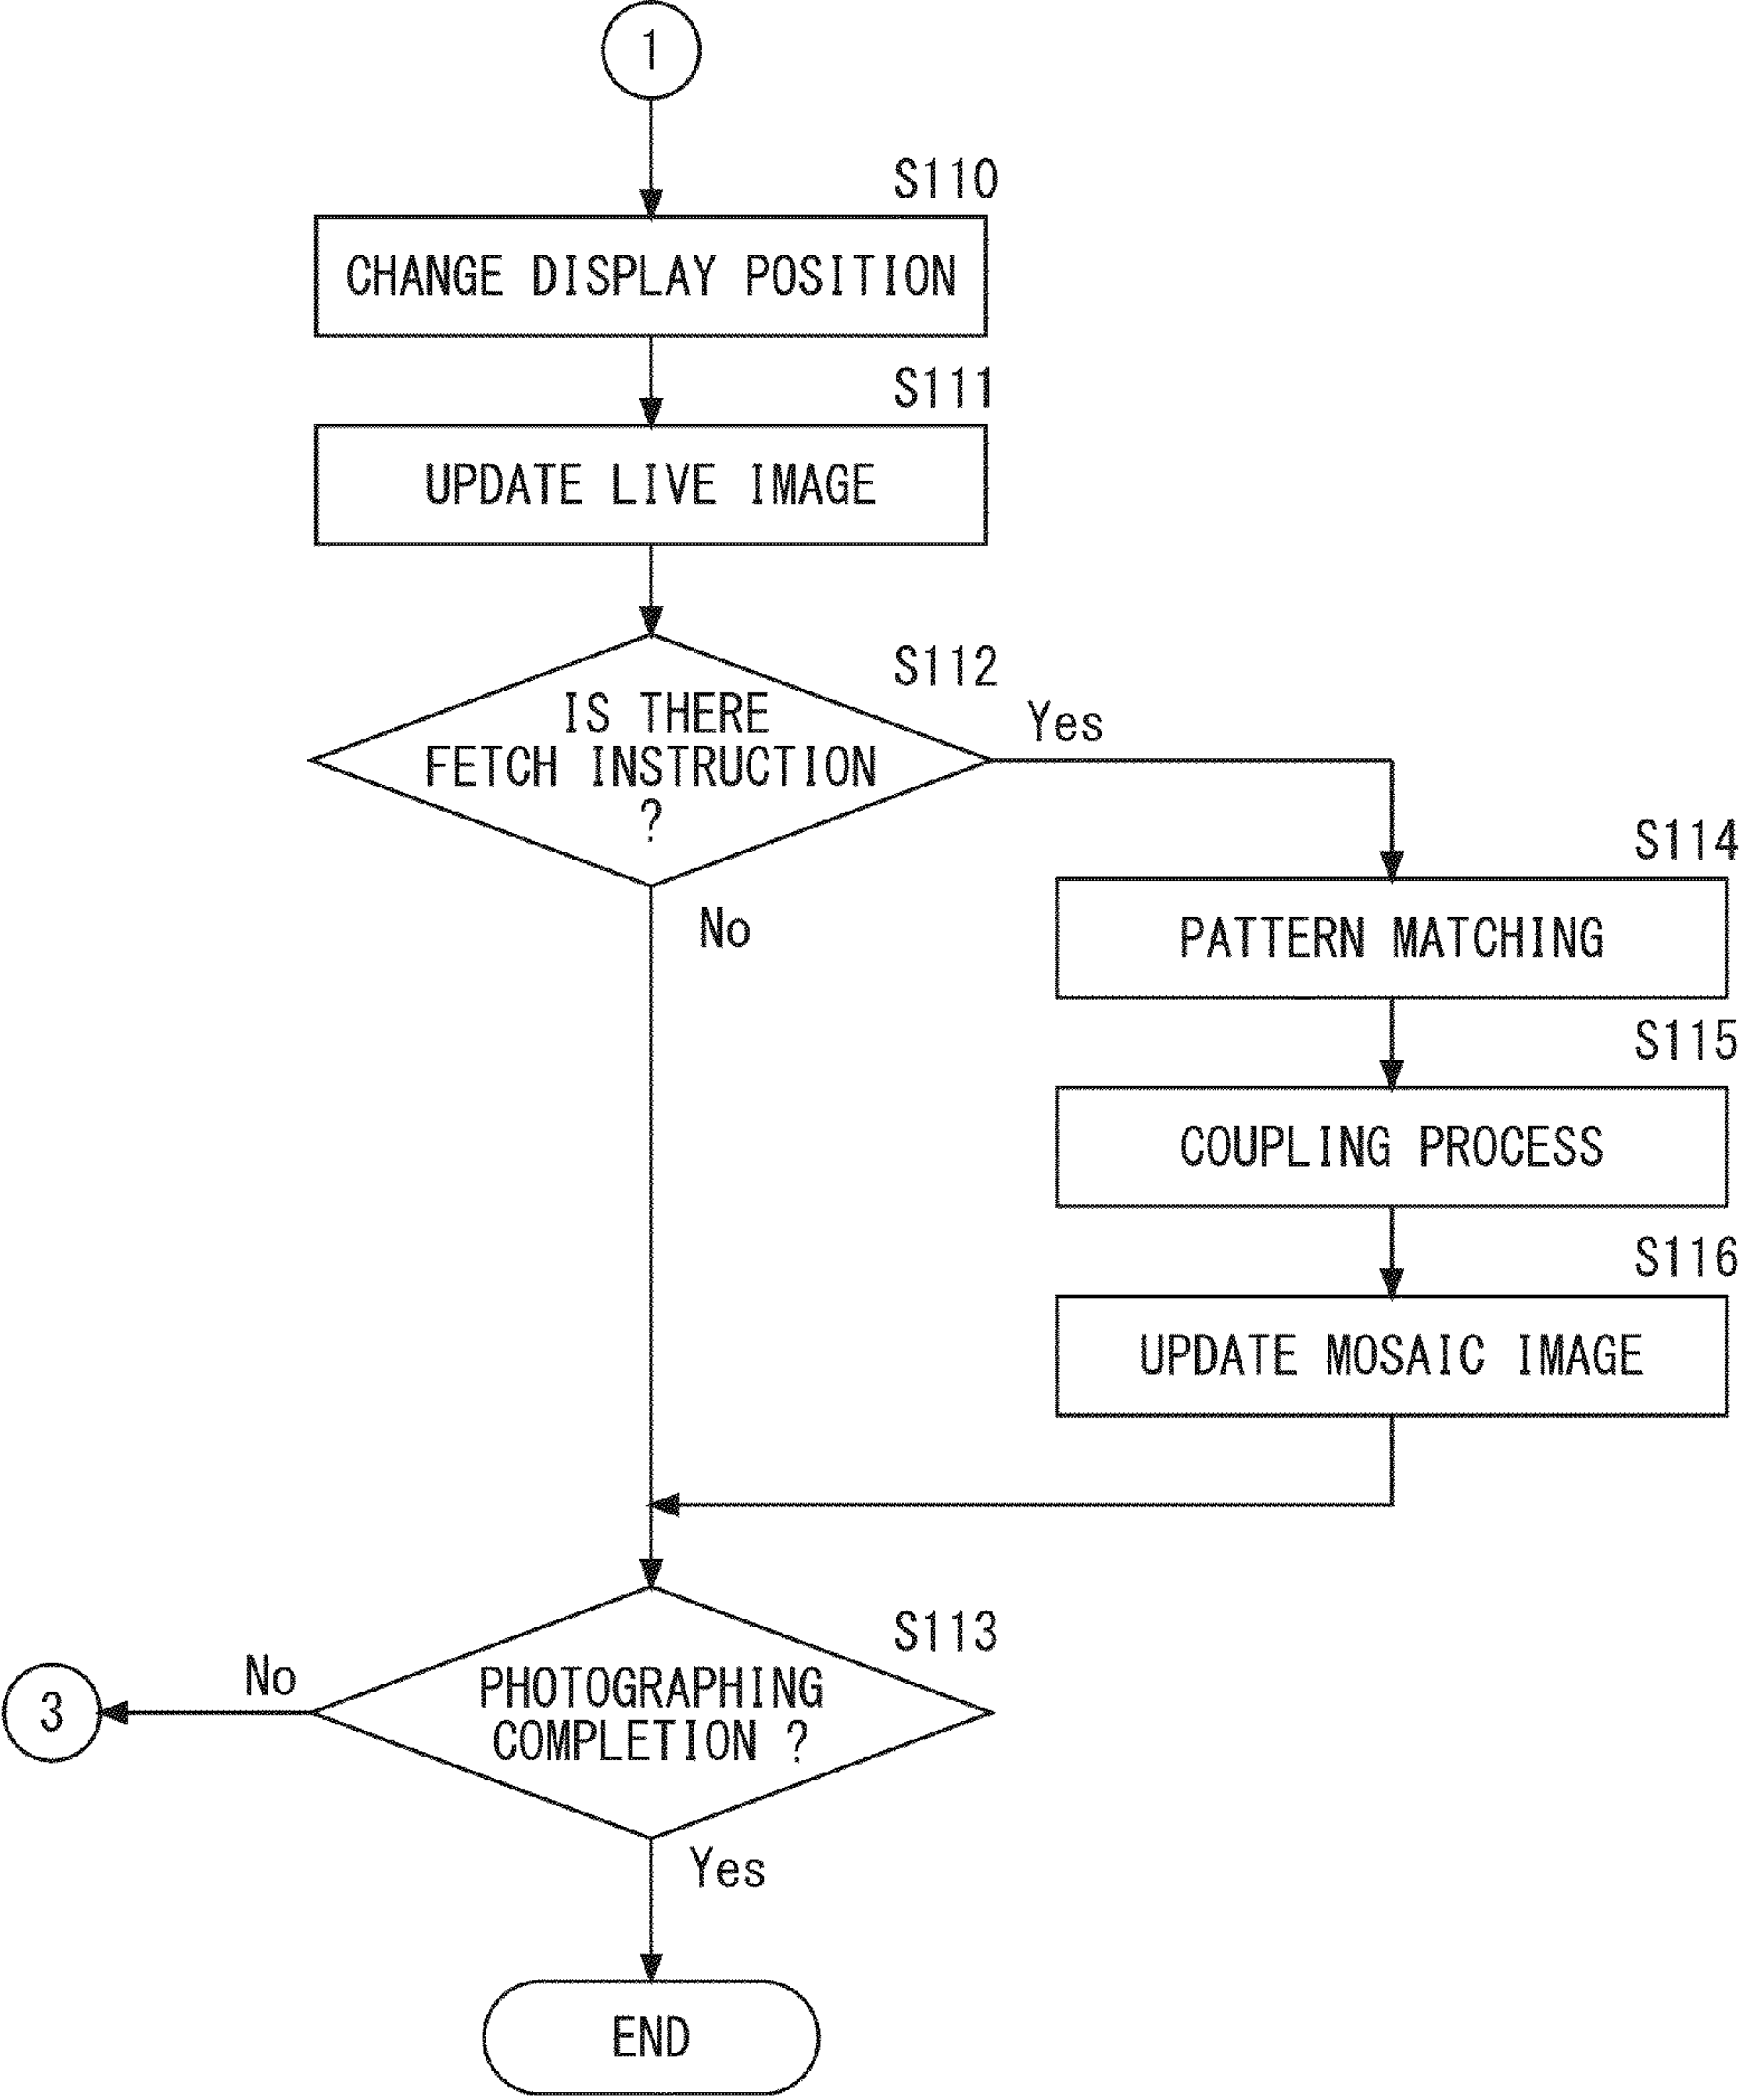 1
S110
CHANGE DISPLAY POSITION
S111
UPDATE LIVE IMAGE
S112
IS THERE
FETCH INSTRUCTION
?
Yes
No
S114
PATTERN MATCHING
S115
COUPLING PROCESS
S116
UPDATE MOSAIC IMAGE
S113
PHOTOGRAPHING
COMPLETION ?
No
3
Yes
END